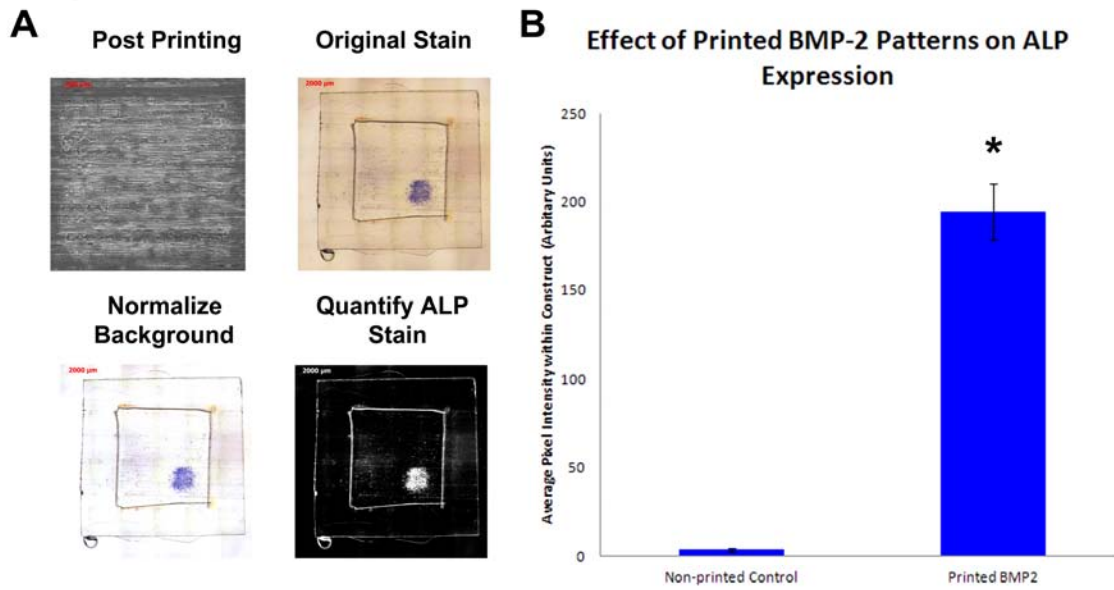 A
Post Printing
Original Stain
2000 µm
Normalize
Background
Quantify ALP
Stain
2000 µm
2000 µm
B
Effect of Printed BMP-2 Patterns on ALP
Expression
Average Pixel Intensity within Construct (Arbitary Units)
250
200
150
100
50
0
*
Non-printed Control
Printed BMP2